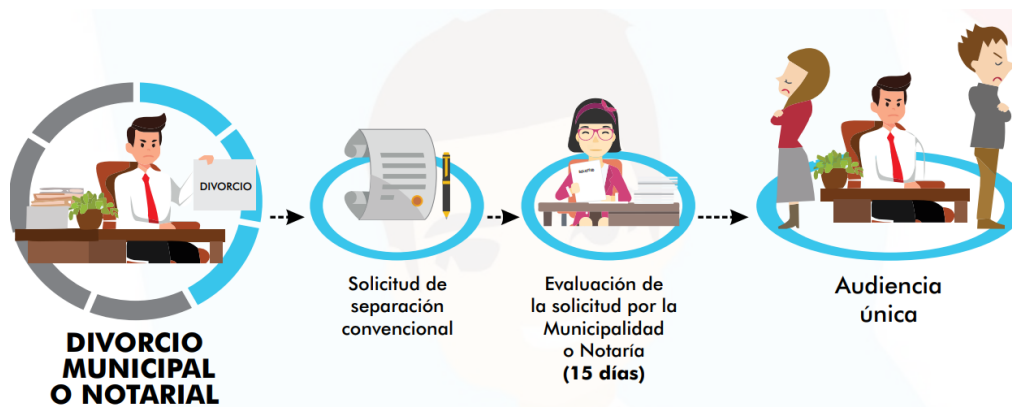 DIVORCIO
DIVORCIO
MUNICIPAL
O NOTARIAL
Solicitud de
separación
convencional
Evaluación de
la solicitud por la
Municipalidad
o Notaría
(15 días)
Audiencia
única